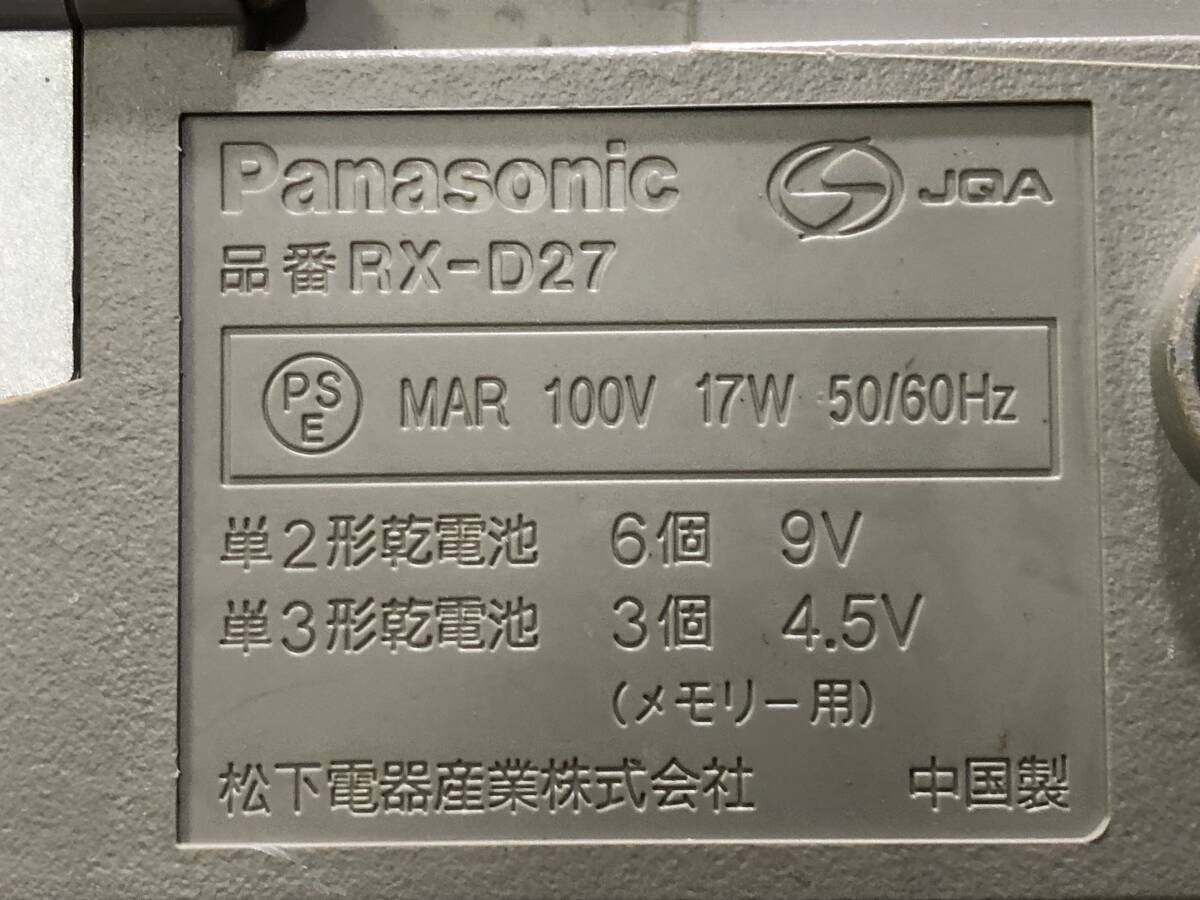 Panasonic JQA
品番 RX-D27
PSE MAR 100V 17W 50/60Hz
単2形乾電池 6個 9V
単3形乾電池 3個 4.5V
(メモリー用)
松下電器産業株式会社 中国製